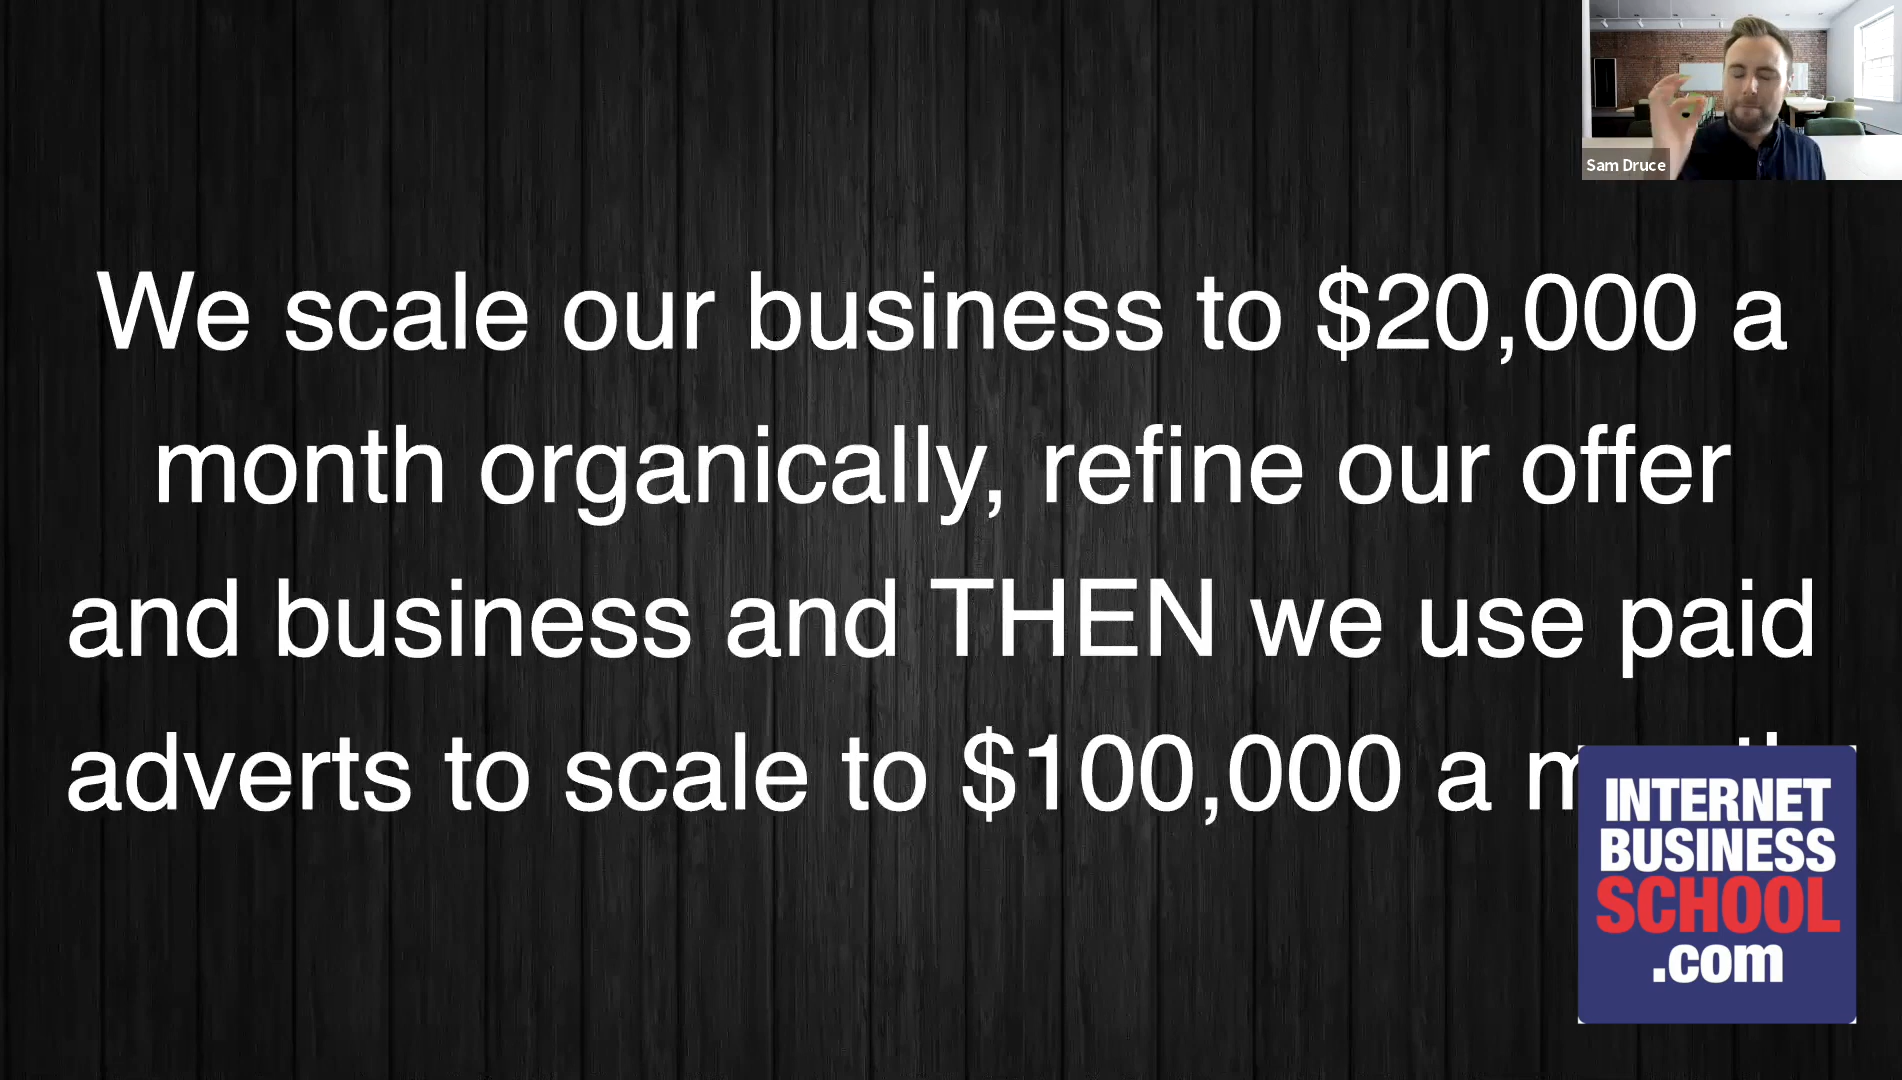 Sam Druce
We scale our business to $20,000 a
month organically, refine our offer
and business and THEN we use paid
adverts to scale to $100,000 a
INTERNET
BUSINESS
SCHOOL
.com